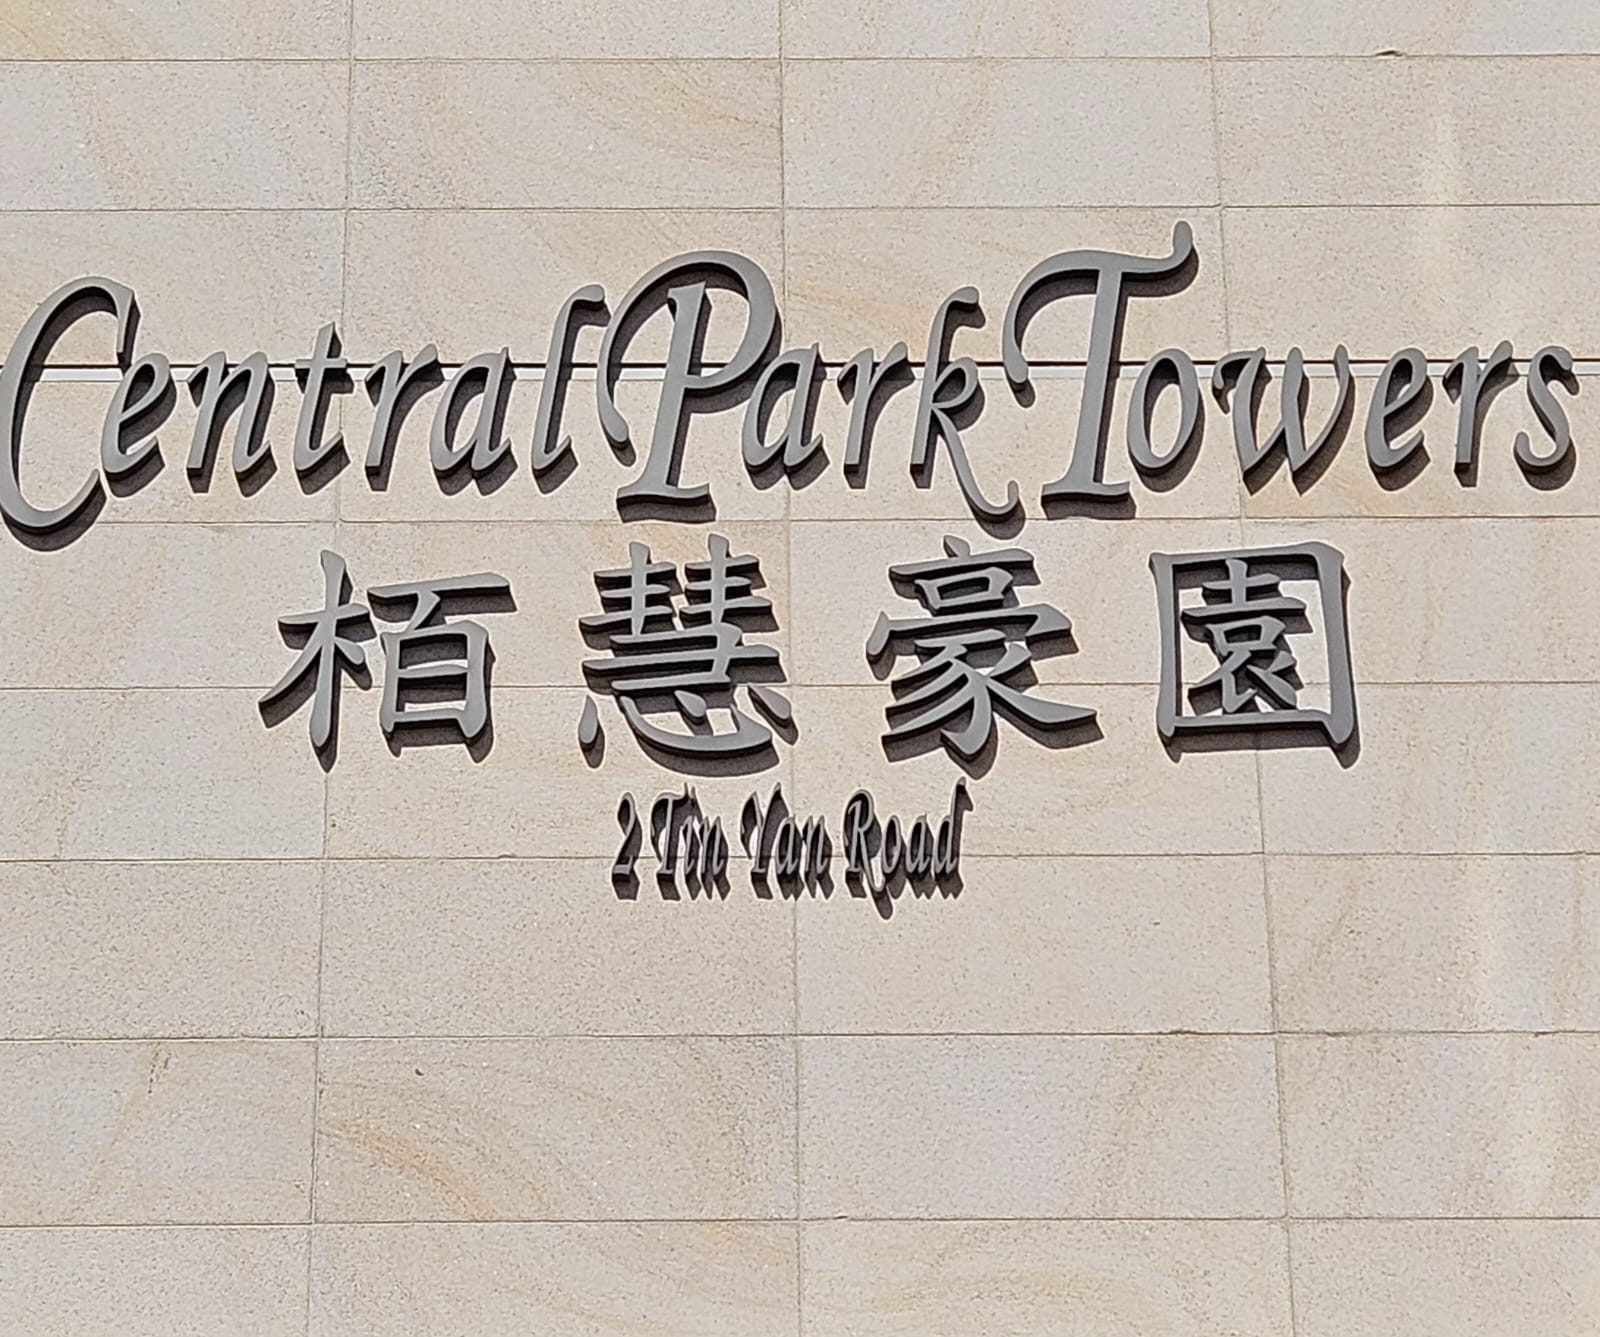 Central Park Towers
栢慧豪園
2 Tin Yan Road